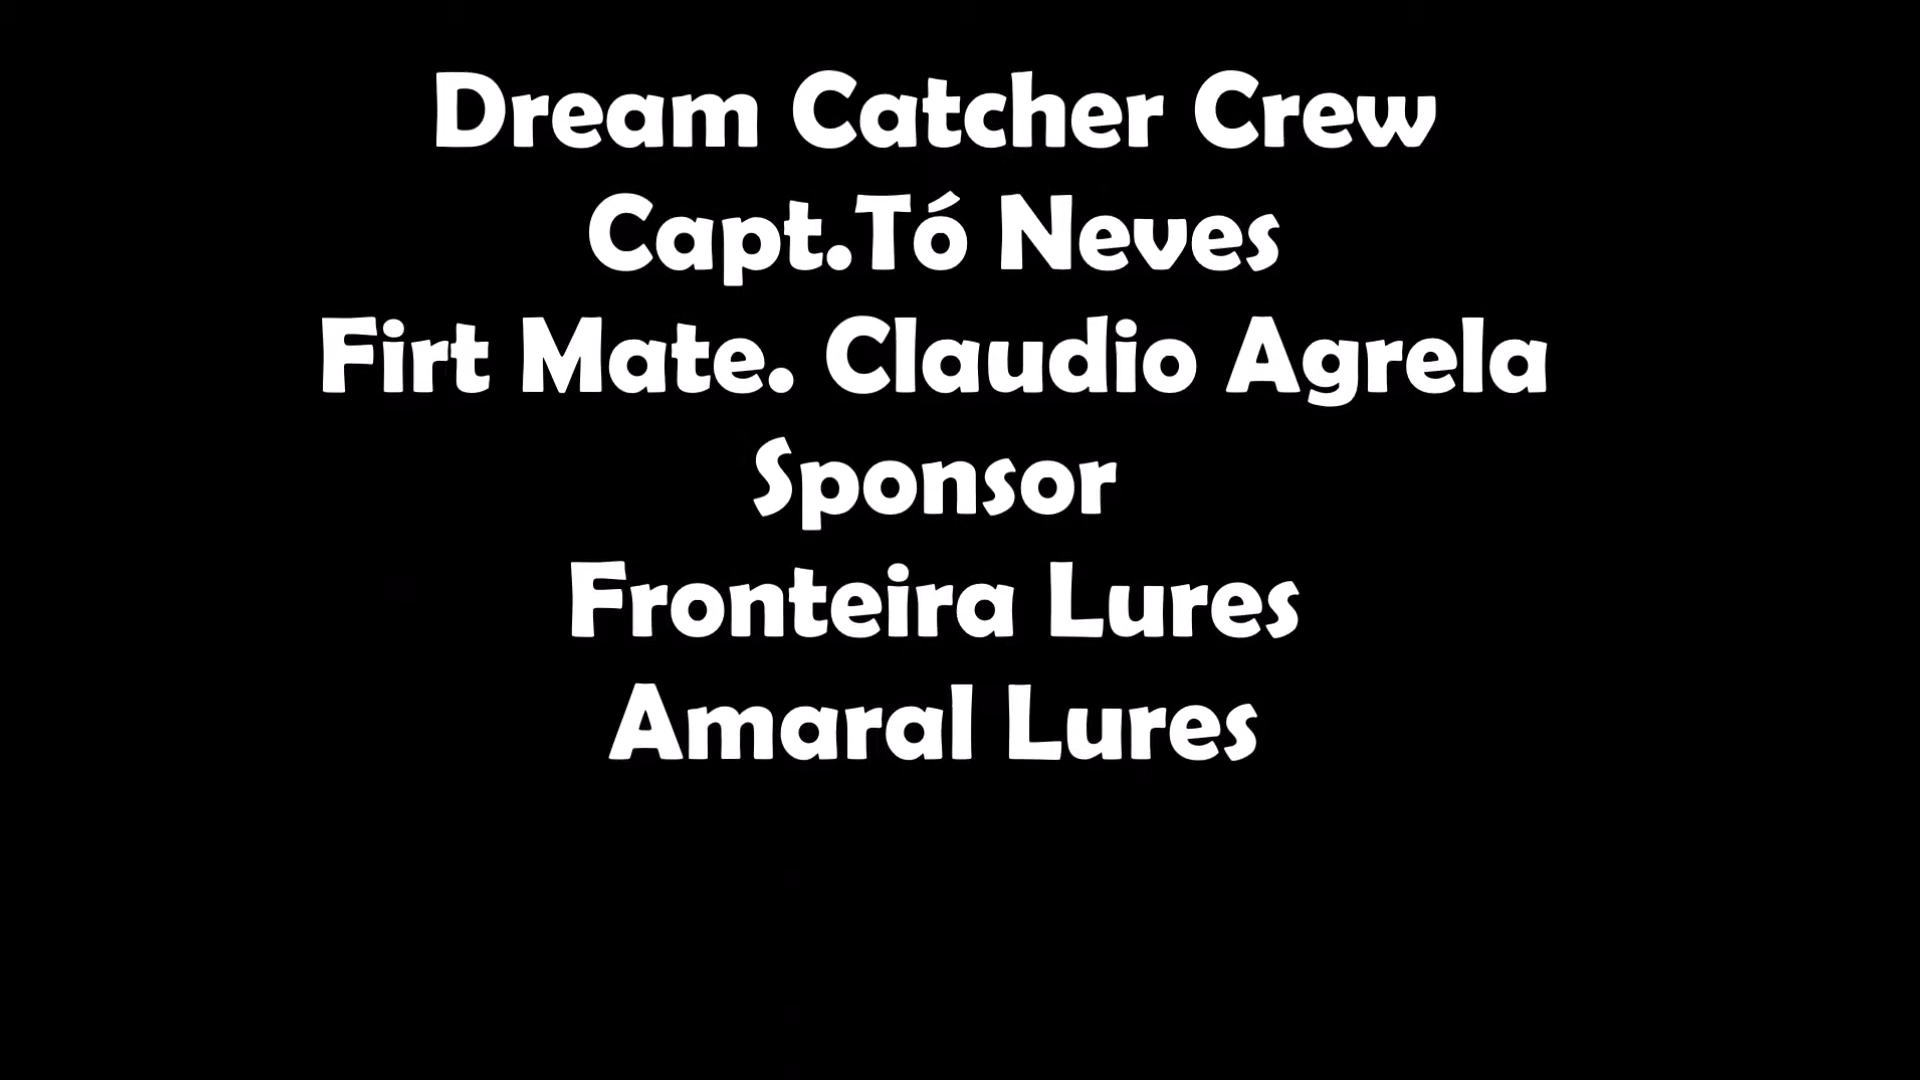 Dream Catcher Crew
Capt.Tó Neves
Firt Mate. Claudio Agrela
Sponsor
Fronteira Lures
Amaral Lures